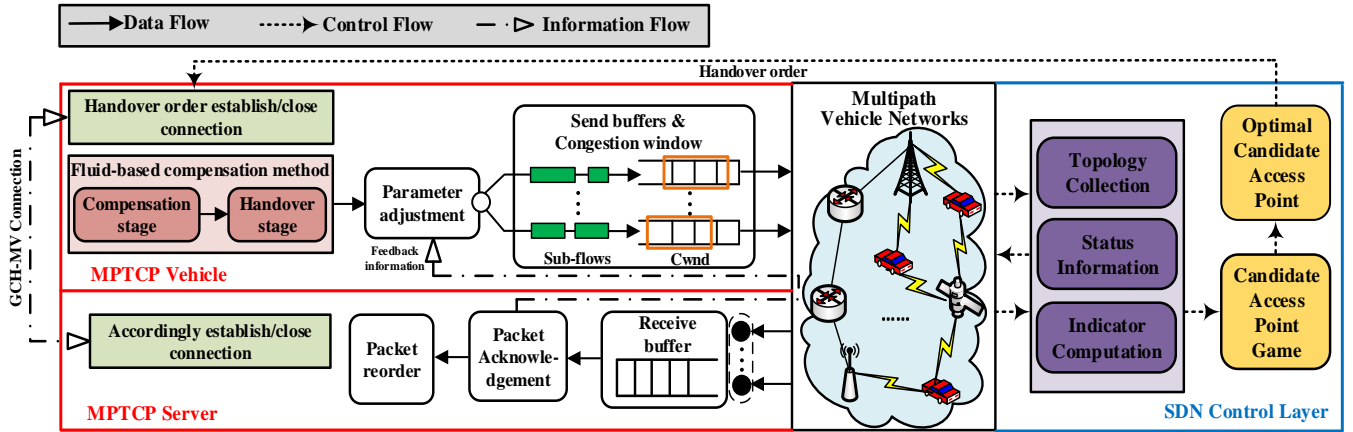 Data Flow
Control Flow
Information Flow
Handover order
GCH-MV Connection
Handover order establish/close
connection
Fluid-based compensation method
Compensation
stage
Handover
stage
MPTCP Vehicle
Parameter
adjustment
Feedback
information
Send buffers &
Congestion window
Sub-flows
Cwnd
Multipath
Vehicle Networks
......
Topology
Collection
Status
Information
Indicator
Computation
Optimal
Candidate
Access
Point
Candidate
Access
Point
Game
SDN Control Layer
Accordingly establish/close
connection
MPTCP Server
Packet
reorder
Packet
Acknowle-
dgement
Receive
buffer